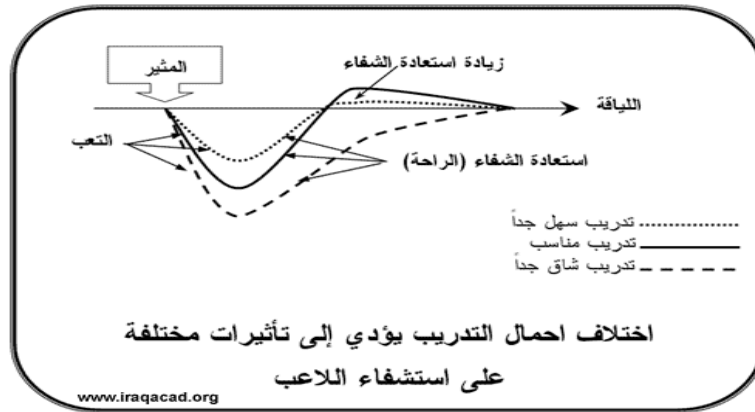 المثير
زيادة استعادة الشفاء
اللياقة
التعب
استعادة الشفاء (الراحة)
تدريب سهل جداً
تدريب مناسب
تدريب شاق جداً
اختلاف احمال التدريب يؤدي إلى تأثيرات مختلفة
على استشفاء اللاعب
www.iraqacad.org